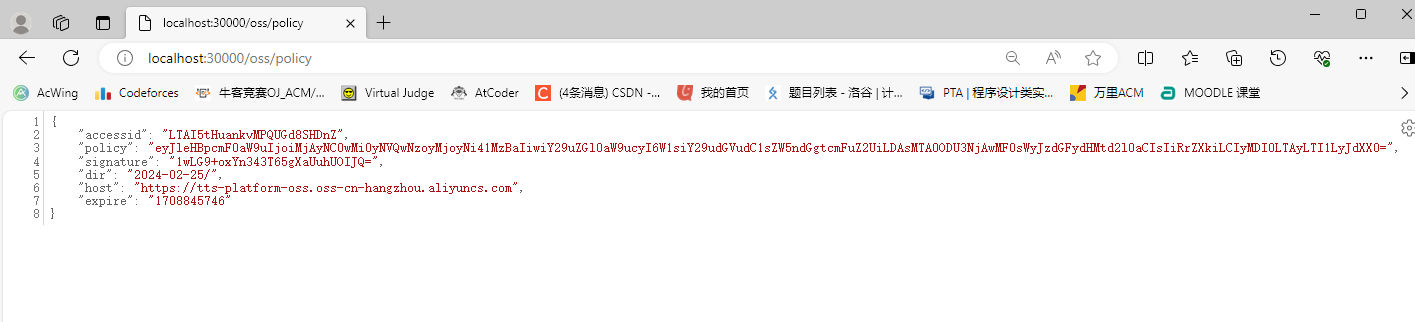 localhost:30000/oss/policy
localhost:30000/oss/policy
AcWing Codeforces 牛客竞赛OJ_ACM/... Virtual Judge AtCoder (4条消息) CSDN -... 我的首页 题目列表 - 洛谷 | 计... PTA | 程序设计类实... 万里ACM MOODLE 课堂
1 {
2 "accessid": "LTAI5tHuankvMPQUGd8SHDnZ",
3 "policy": "eyJleHBpcmF0aW9uIjoiMjAyNC0wMi0yNVQwNzoyMjoyNi41MzBaIiwiY29uZGl0aW9ucyI6W1siY29udGVudC1sZW5ndGgtcmFuZ2UiLDAsMTA0ODU3NjAwMF0sWyJzdGFydHMtd2l0aCIsIiRrZXkiLCIyMDI0LTAyLTI1LyJdXX0=",
4 "signature": "1wLG9+oxYn343T65gXaUuhUOIJQ=",
5 "dir": "2024-02-25/",
6 "host": "https://tts-platform-oss.oss-cn-hangzhou.aliyuncs.com",
7 "expire": "1708845746"
8 }